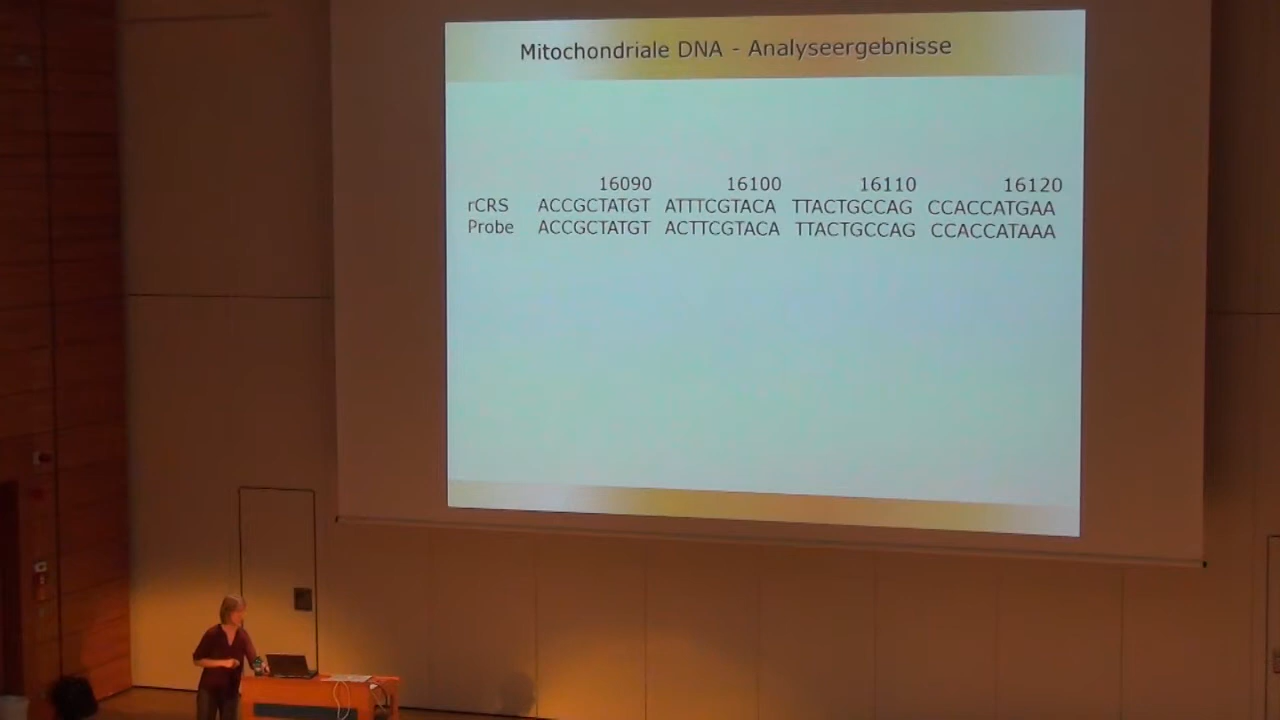 Mitochondriale DNA - Analyseergebnisse
16090 16100 16110 16120
rCRS ACCGCTATGT ATTTCGTACA TTACTGCCAG CCACCATGAA
Probe ACCGCTATGT ACTTCGTACA TTACTGCCAG CCACCATAAA